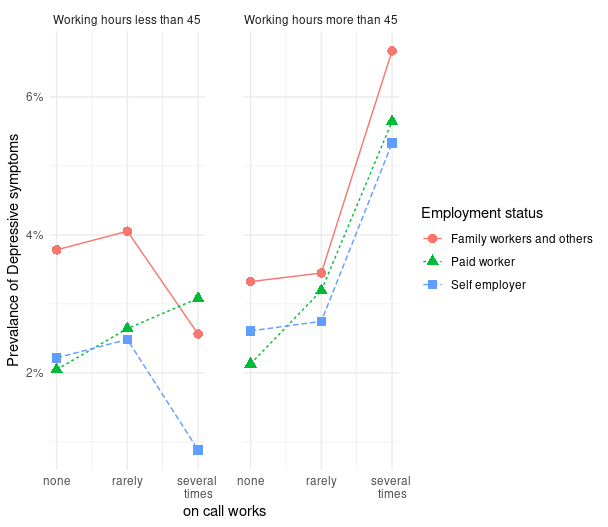 Working hours less than 45
Working hours more than 45
6%
4%
2%
Prevalance of Depressive symptoms
none
rarely
several
times
none
rarely
several
times
on call works
Employment status
Family workers and others
Paid worker
Self employer